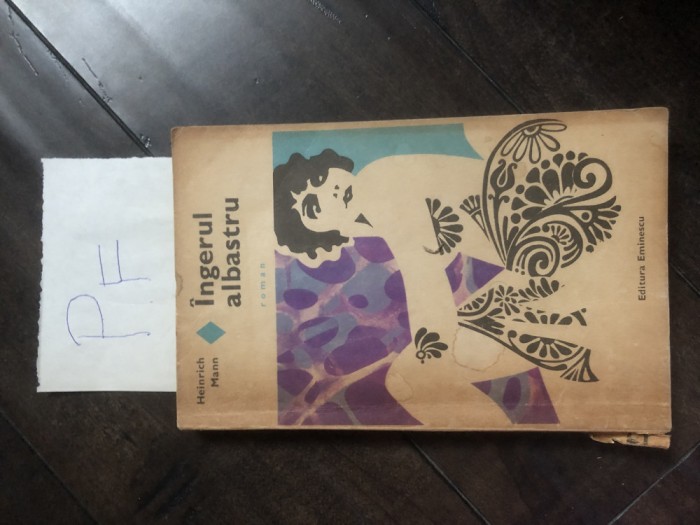 PF
Heinrich
Mann
Îngerul
albastru
roman
Editura Eminescu